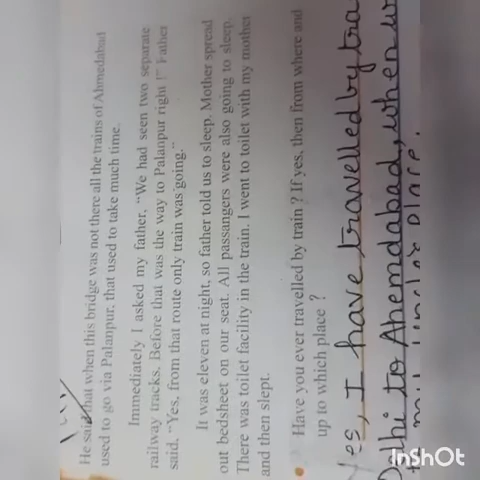 He said that when this bridge was not there all the trains of Ahmedabad
used to go via Palanpur, that used to take much time.
Immediately I asked my father, "We had seen two separate
railway tracks. Before that was the way to Palanpur right !" Father
said, "Yes, from that route only train was going."
It was eleven at night, so father told us to sleep. Mother spread
out bedsheet on our seat. All passangers were also going to sleep.
There was toilet facility in the train. I went to toilet with my mother
and then slept.
Have you ever travelled by train ? If yes, then from where and
up to which place ?
Yes, I have travelled by tra
Delhi to Ahemdabad, when w
place.
InShOt